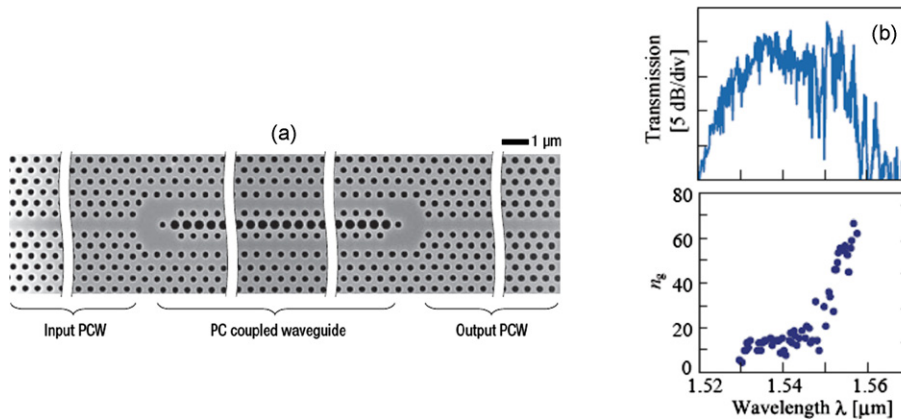 (a)
1 μm
Input PCW
PC coupled waveguide
Output PCW
(b)
Transmission
[5 dB/div]
80
60
40
20
0
n_g
1.52
1.54
1.56
Wavelength λ [μm]